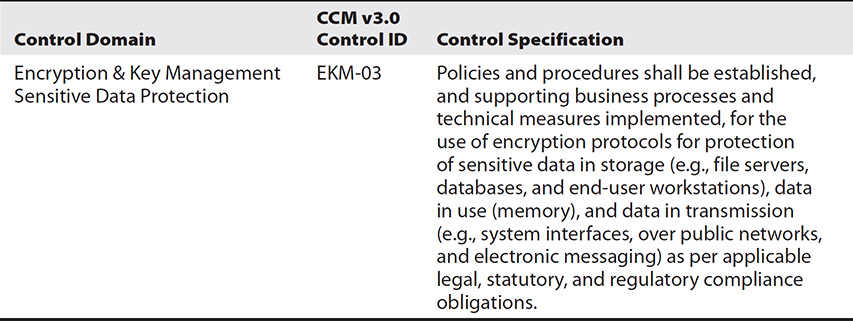 CCM v3.0
Control Domain Control ID Control Specification
Encryption & Key Management EKM-03 Policies and procedures shall be established,
Sensitive Data Protection and supporting business processes and
technical measures implemented, for the
use of encryption protocols for protection
of sensitive data in storage (e.g., file servers,
databases, and end-user workstations), data
in use (memory), and data in transmission
(e.g., system interfaces, over public networks,
and electronic messaging) as per applicable
legal, statutory, and regulatory compliance
obligations.